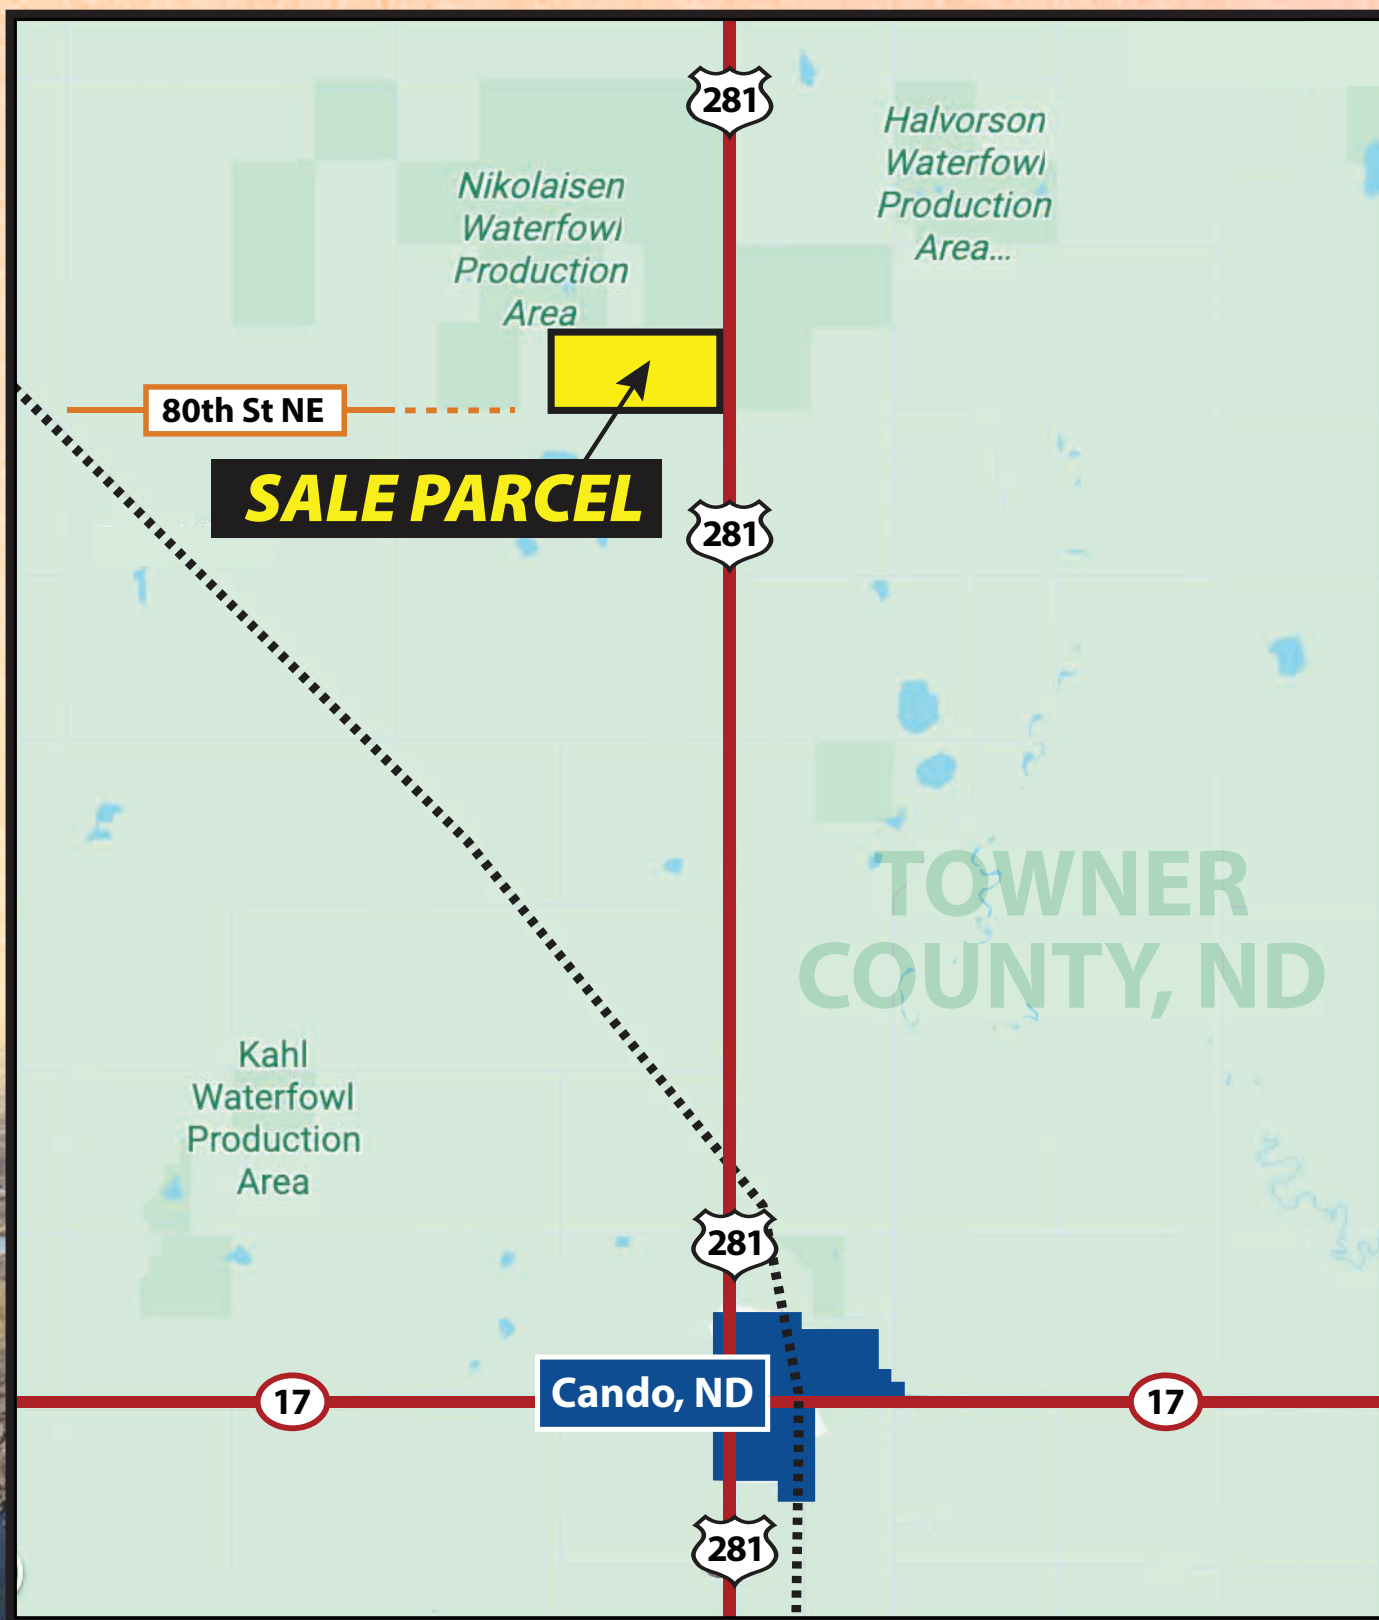 281
Halvorson
Waterfowl
Production
Area...
Nikolaisen
Waterfowl
Production
Area
80th St NE
SALE PARCEL
281
TOWNER
COUNTY, ND
Kahl
Waterfowl
Production
Area
281
17
Cando, ND
17
281